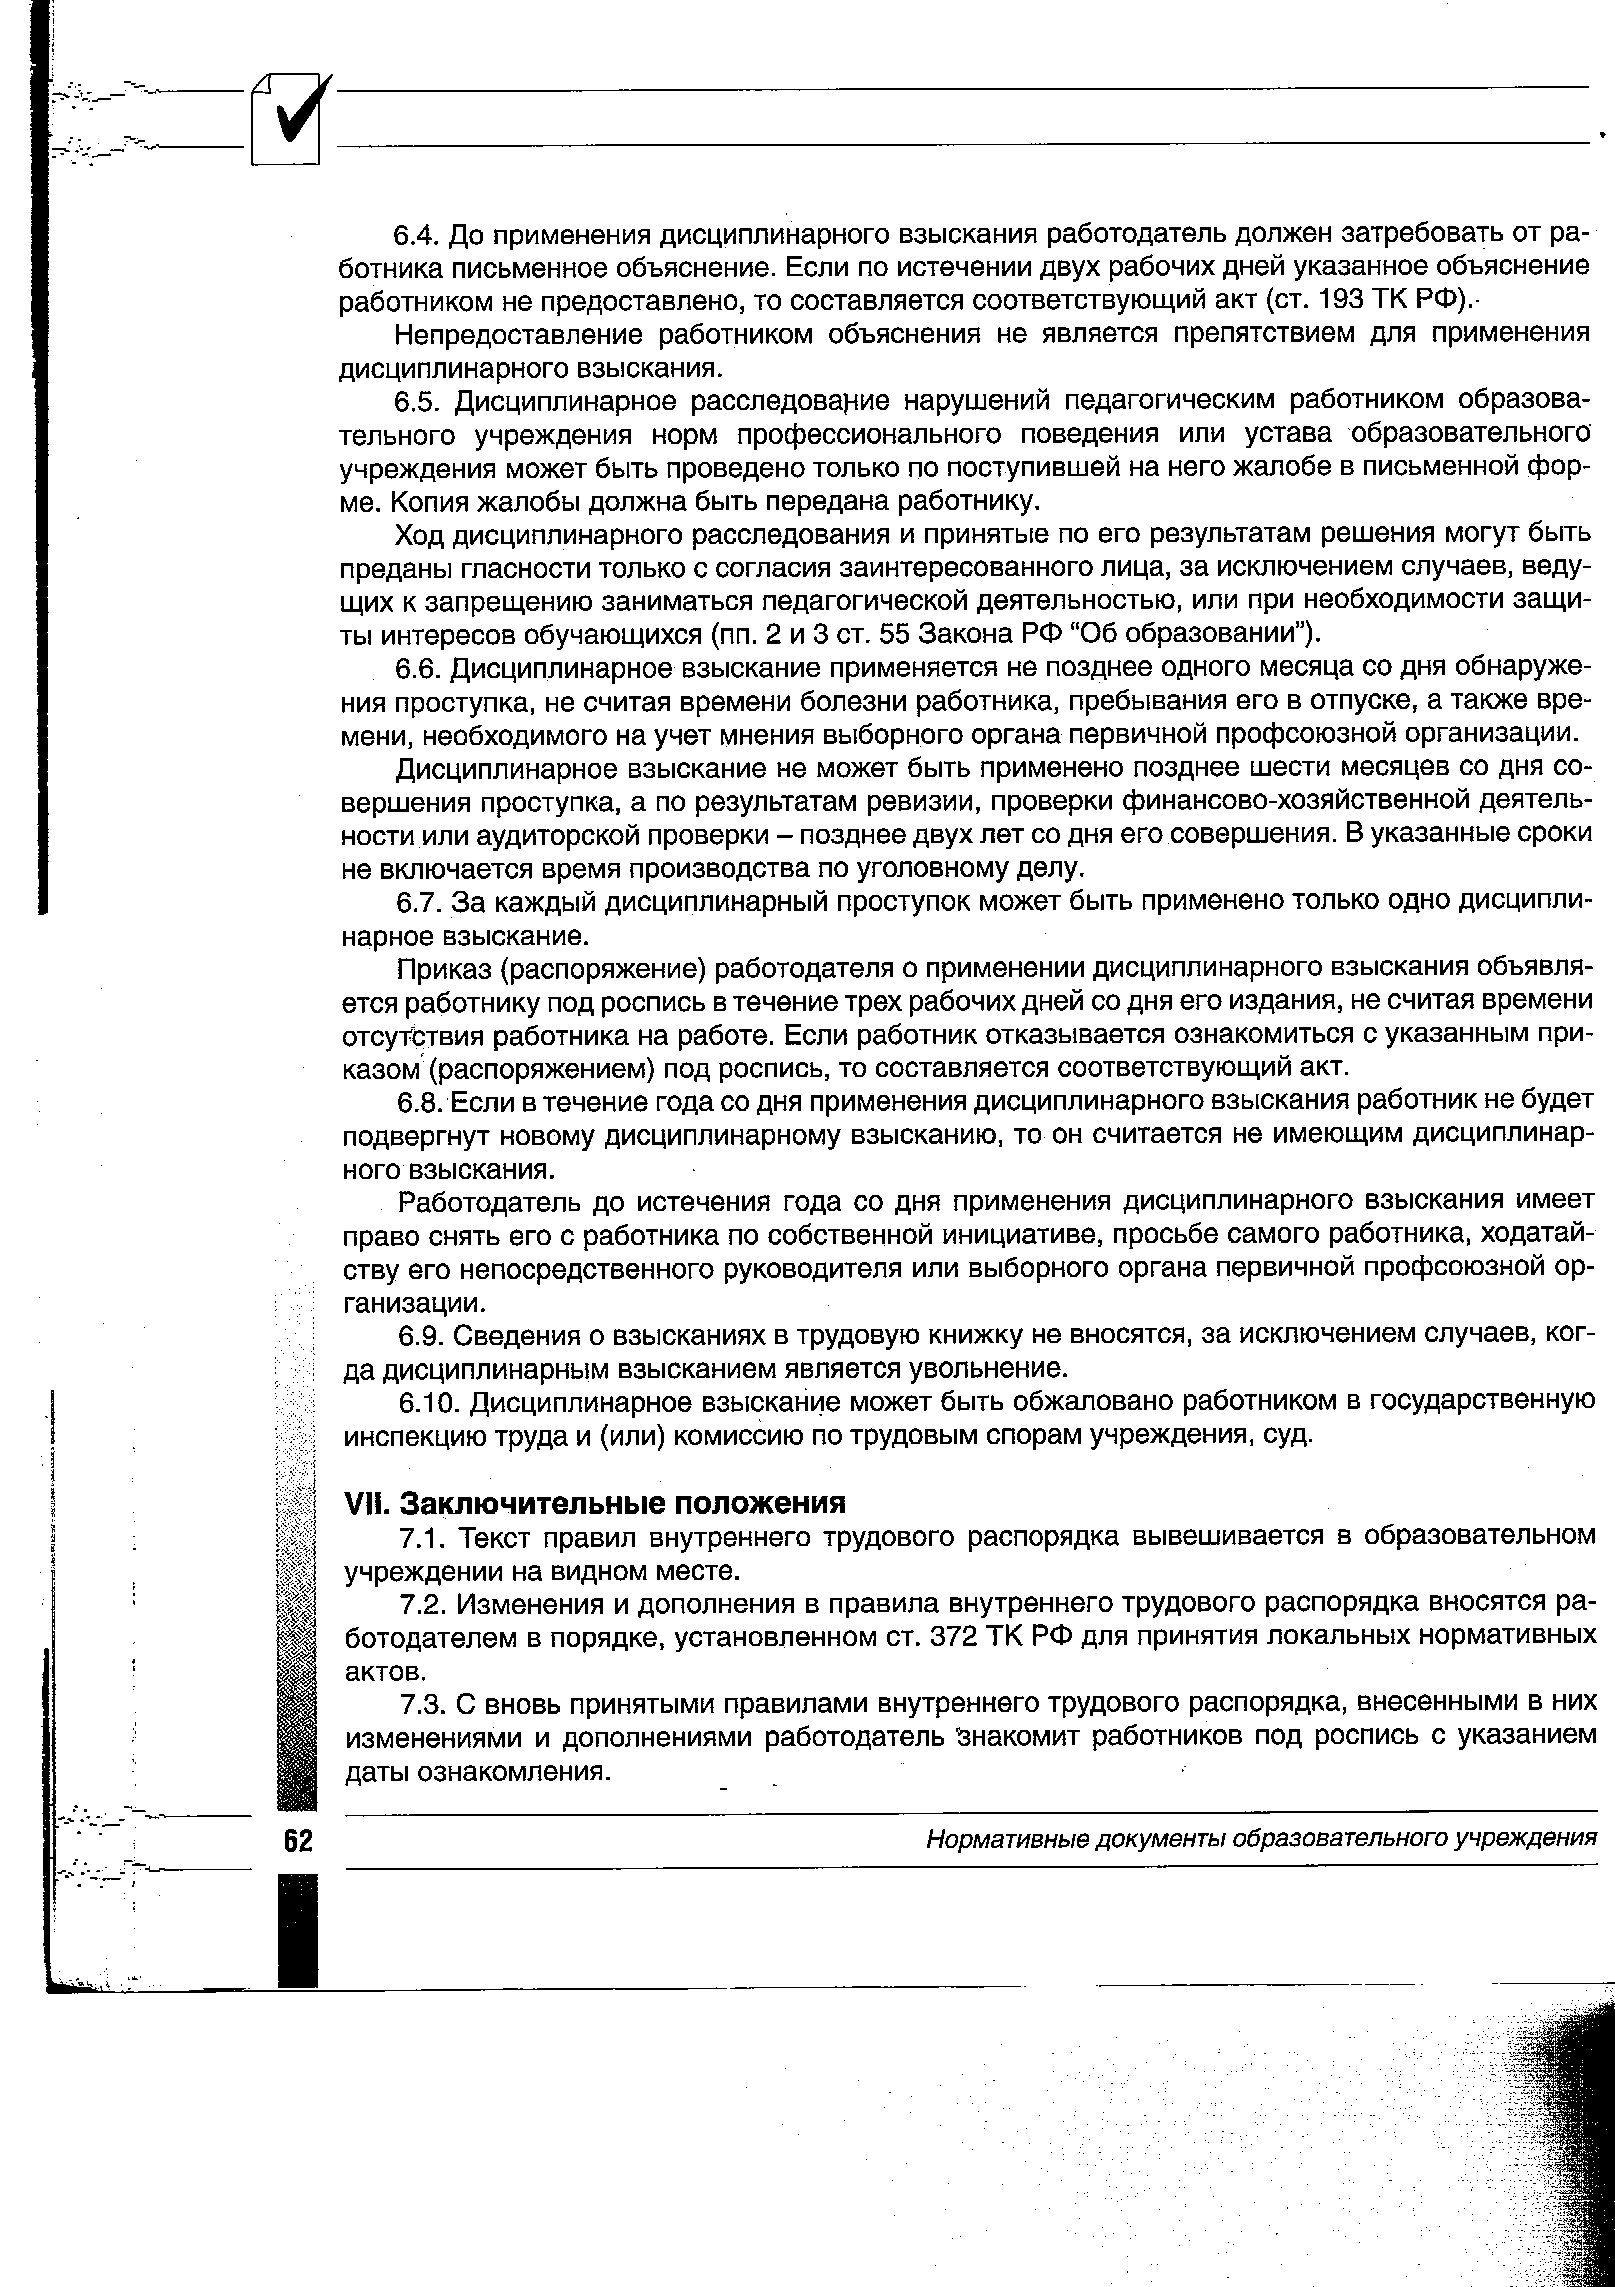 6.4. До применения дисциплинарного взыскания работодатель должен затребовать от ра-
ботника письменное объяснение. Если по истечении двух рабочих дней указанное объяснение
работником не предоставлено, то составляется соответствующий акт (ст. 193 ТК РФ).
Непредоставление работником объяснения не является препятствием для применения
дисциплинарного взыскания.
6.5. Дисциплинарное расследование нарушений педагогическим работником образова-
тельного учреждения норм профессионального поведения или устава образовательного
учреждения может быть проведено только по поступившей на него жалобе в письменной фор-
ме. Копия жалобы должна быть передана работнику.
Ход дисциплинарного расследования и принятые по его результатам решения могут быть
преданы гласности только с согласия заинтересованного лица, за исключением случаев, веду-
щих к запрещению заниматься педагогической деятельностью, или при необходимости защи-
ты интересов обучающихся (пп. 2 и 3 ст. 55 Закона РФ “Об образовании”).
6.6. Дисциплинарное взыскание применяется не позднее одного месяца со дня обнаруже-
ния проступка, не считая времени болезни работника, пребывания его в отпуске, а также вре-
мени, необходимого на учет мнения выборного органа первичной профсоюзной организации.
Дисциплинарное взыскание не может быть применено позднее шести месяцев со дня со-
вершения проступка, а по результатам ревизии, проверки финансово-хозяйственной деятель-
ности или аудиторской проверки – позднее двух лет со дня его совершения. В указанные сроки
не включается время производства по уголовному делу.
6.7. За каждый дисциплинарный проступок может быть применено только одно дисципли-
нарное взыскание.
Приказ (распоряжение) работодателя о применении дисциплинарного взыскания объявля-
ется работнику под роспись в течение трех рабочих дней со дня его издания, не считая времени
отсутствия работника на работе. Если работник отказывается ознакомиться с указанным при-
казом (распоряжением) под роспись, то составляется соответствующий акт.
6.8. Если в течение года со дня применения дисциплинарного взыскания работник не будет
подвергнут новому дисциплинарному взысканию, то он считается не имеющим дисциплинар-
ного взыскания.
Работодатель до истечения года со дня применения дисциплинарного взыскания имеет
право снять его с работника по собственной инициативе, просьбе самого работника, ходатай-
ству его непосредственного руководителя или выборного органа первичной профсоюзной ор-
ганизации.
6.9. Сведения о взысканиях в трудовую книжку не вносятся, за исключением случаев, ког-
да дисциплинарным взысканием является увольнение.
6.10. Дисциплинарное взыскание может быть обжаловано работником в государственную
инспекцию труда и (или) комиссию по трудовым спорам учреждения, суд.
VII. Заключительные положения
7.1. Текст правил внутреннего трудового распорядка вывешивается в образовательном
учреждении на видном месте.
7.2. Изменения и дополнения в правила внутреннего трудового распорядка вносятся ра-
ботодателем в порядке, установленном ст. 372 ТК РФ для принятия локальных нормативных
актов.
7.3. С вновь принятыми правилами внутреннего трудового распорядка, внесенными в них
изменениями и дополнениями работодатель знакомит работников под роспись с указанием
даты ознакомления.
62
Нормативные документы образовательного учреждения